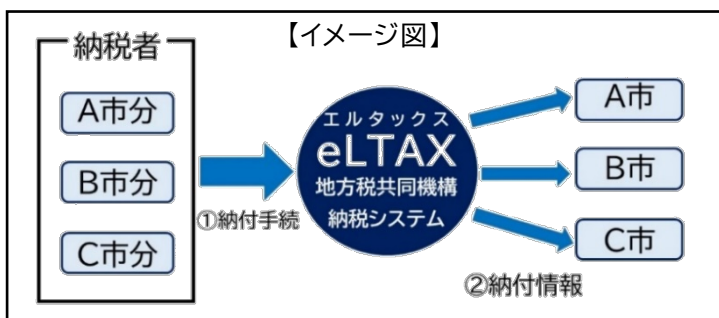 【イメージ図】
納税者
A市分
B市分
C市分
①納付手続
エルタックス
eLTAX
地方税共同機構
納税システム
A市
B市
C市
②納付情報